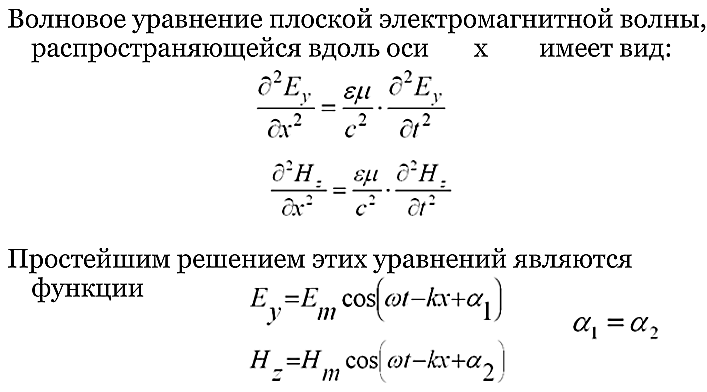 Волновое уравнение плоской электромагнитной волны,
распространяющейся вдоль оси х имеет вид:
∂²E_y/∂x² = εμ/c² · ∂²E_y/∂t²
∂²H_z/∂x² = εμ/c² · ∂²H_z/∂t²
Простейшим решением этих уравнений являются
функции
E_y=E_m cos(ωt−kx+α₁)
α₁ = α₂
H_z=H_m cos(ωt−kx+α₂)